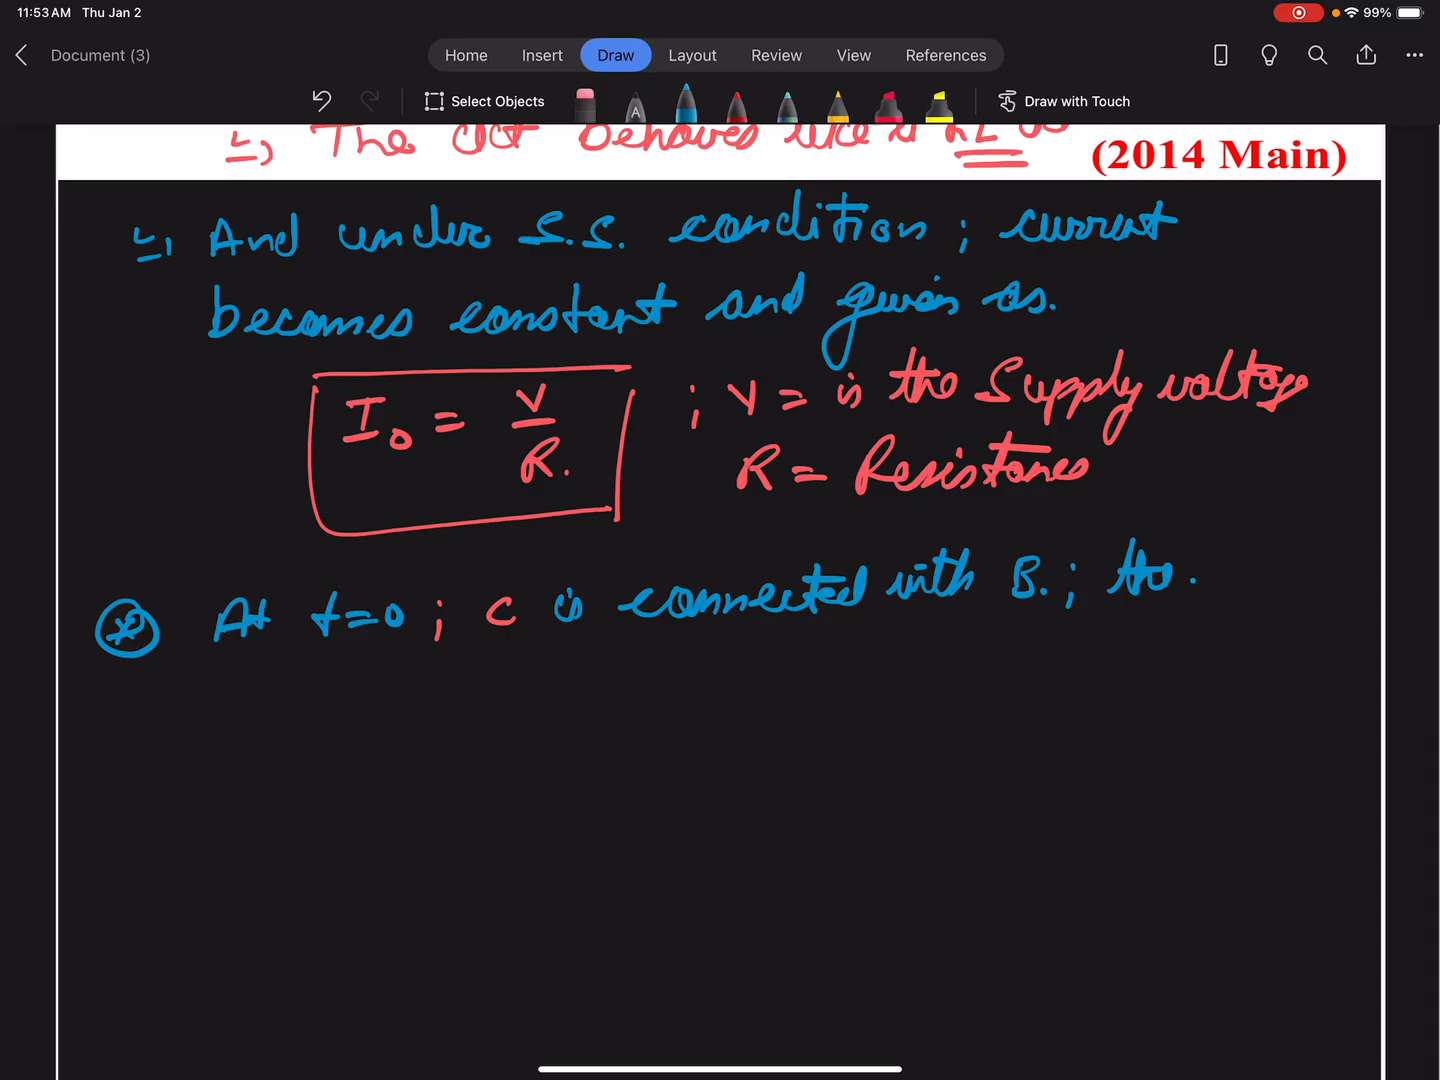 11:53 AM Thu Jan 2
99%
Document (3)
Home Insert Draw Layout Review View References
Select Objects
A
Draw with Touch
The behaves like
(2014 Main)
And under S.S. condition ; current
becomes constant and given as.
I₀ = V/R. ; V = is the Supply voltage
R = Resistance
At t=0 ; C is connected with B. ;